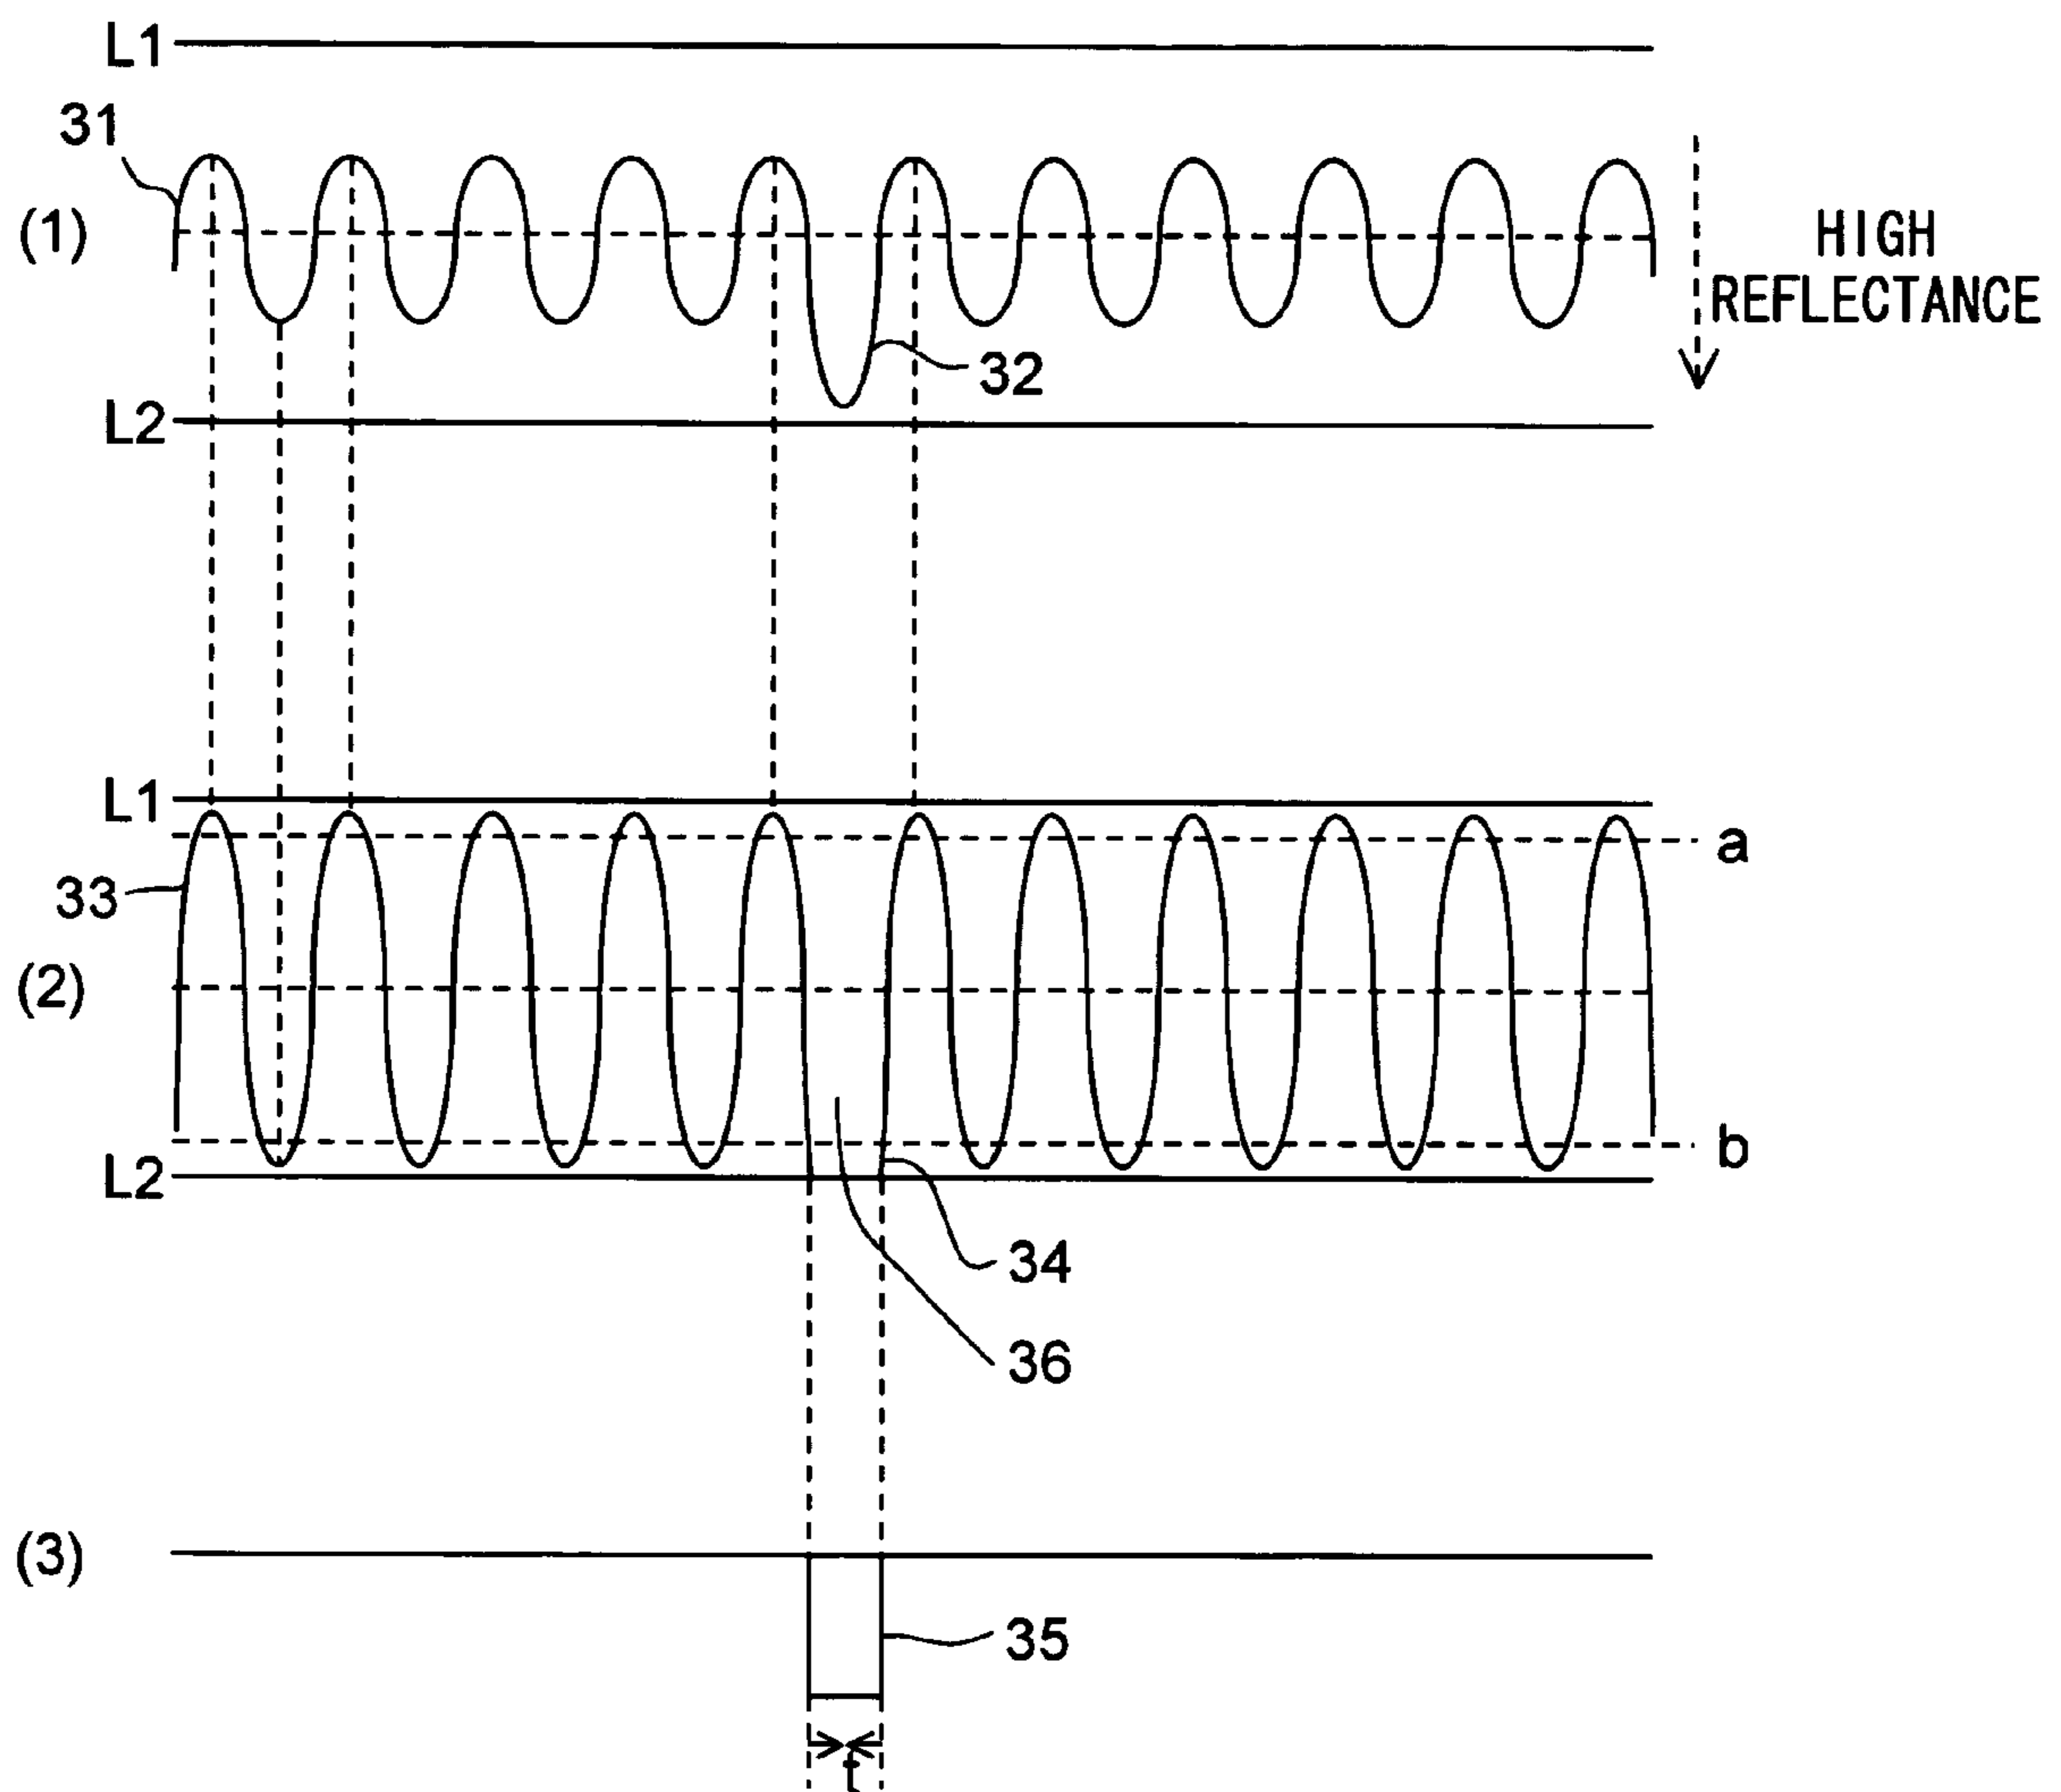 L1
31
(1)
HIGH
REFLECTANCE
32
L2
L1
a
33
(2)
b
L2
34
36
(3)
35
t